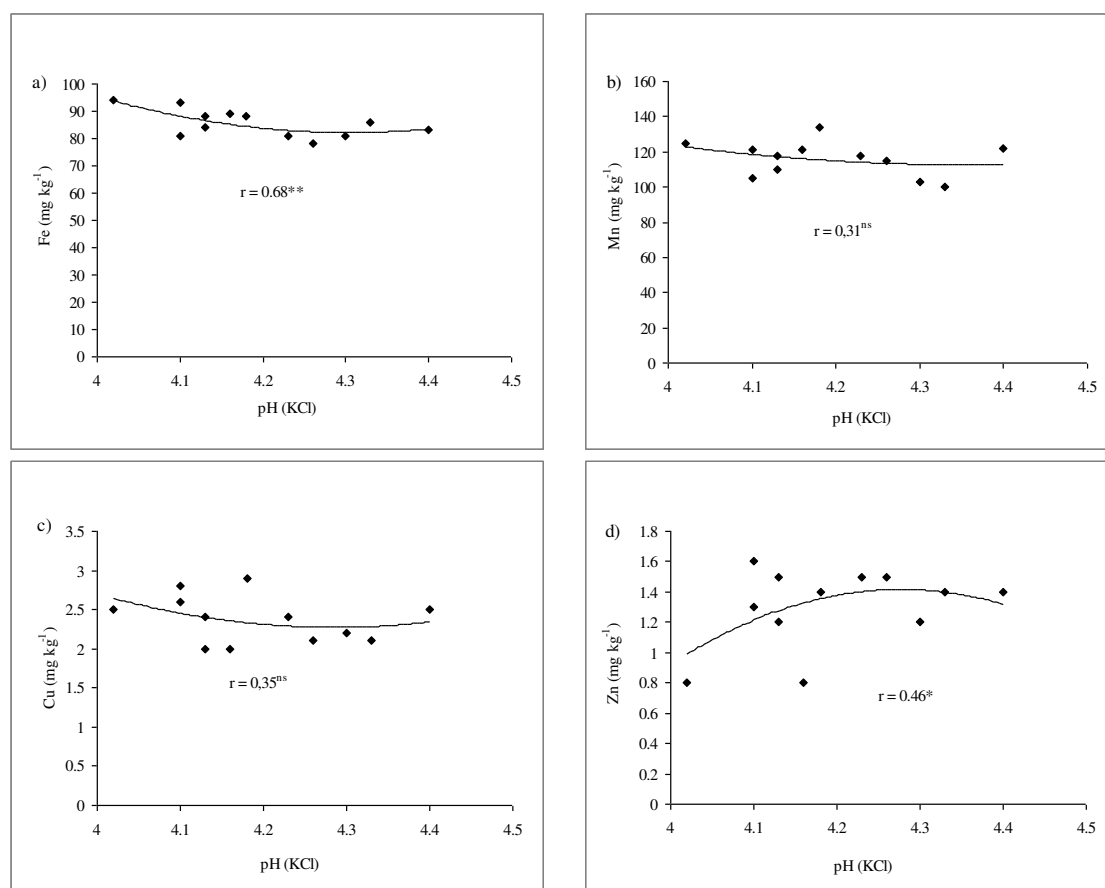 a)
100
90
80
70
60
50
40
30
20
10
0
Fe (mg kg⁻¹)
r = 0.68**
4 4.1 4.2 4.3 4.4 4.5
pH (KCl)
b)
160
140
120
100
80
60
40
20
0
Mn (mg kg⁻¹)
r = 0,31ⁿˢ
4 4.1 4.2 4.3 4.4 4.5
pH (KCl)
c)
3.5
3
2.5
2
1.5
1
0.5
0
Cu (mg kg⁻¹)
r = 0,35ⁿˢ
4 4.1 4.2 4.3 4.4 4.5
pH (KCl)
d)
1.8
1.6
1.4
1.2
1
0.8
0.6
0.4
0.2
0
Zn (mg kg⁻¹)
r = 0.46*
4 4.1 4.2 4.3 4.4 4.5
pH (KCl)